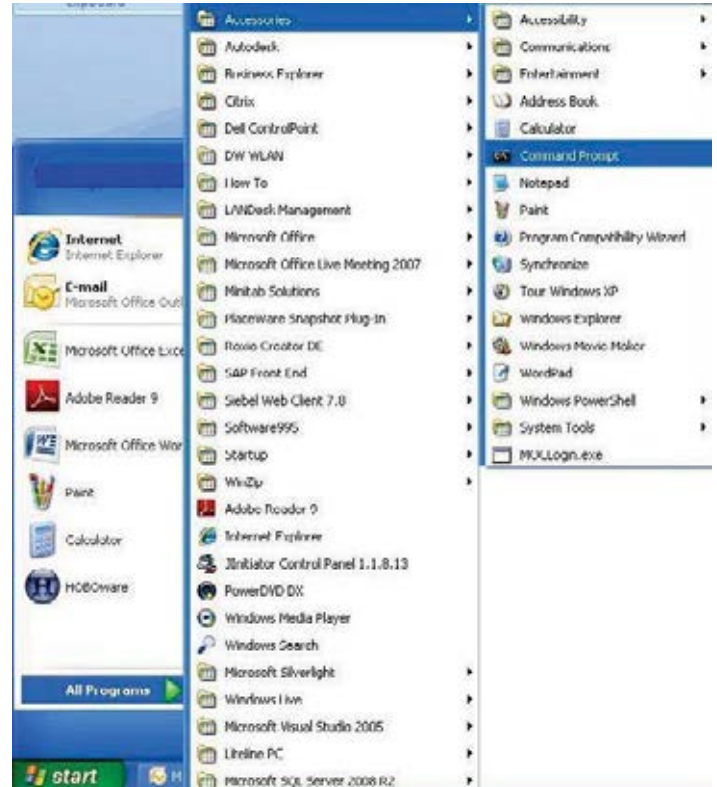 Internet
Internet Explorer
E-mail
Microsoft Office Outl
Microsoft Office Exce
Adobe Reader 9
Microsoft Office Wor
Paint
Calculator
HOBOware
All Programs
start
Accessories
Autodesk
Business Explorer
Citrix
Dell ControlPoint
DW WLAN
How To
LANDesk Management
Microsoft Office
Microsoft Office Live Meeting 2007
Minitab Solutions
Placeware Snapshot Plug-In
Roxio Creator DE
SAP Front End
Siebel Web Client 7.8
Software995
Startup
WinZip
Adobe Reader 9
Internet Explorer
JInitiator Control Panel 1.1.8.13
PowerDVD DX
Windows Media Player
Windows Search
Microsoft Silverlight
Windows Live
Microsoft Visual Studio 2005
Liteline PC
Microsoft SQL Server 2008 R2
Accessibility
Communications
Entertainment
Address Book
Calculator
Command Prompt
Notepad
Paint
Program Compatibility Wizard
Synchronize
Tour Windows XP
Windows Explorer
Windows Movie Maker
WordPad
Windows PowerShell
System Tools